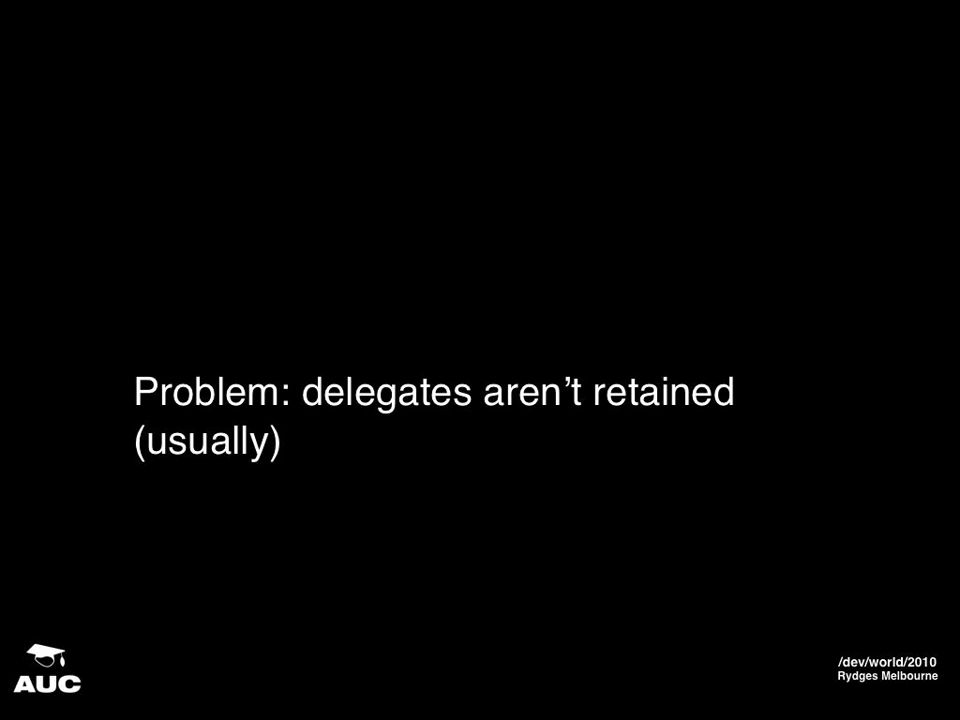 Problem: delegates aren’t retained
(usually)
AUC
/dev/world/2010
Rydges Melbourne